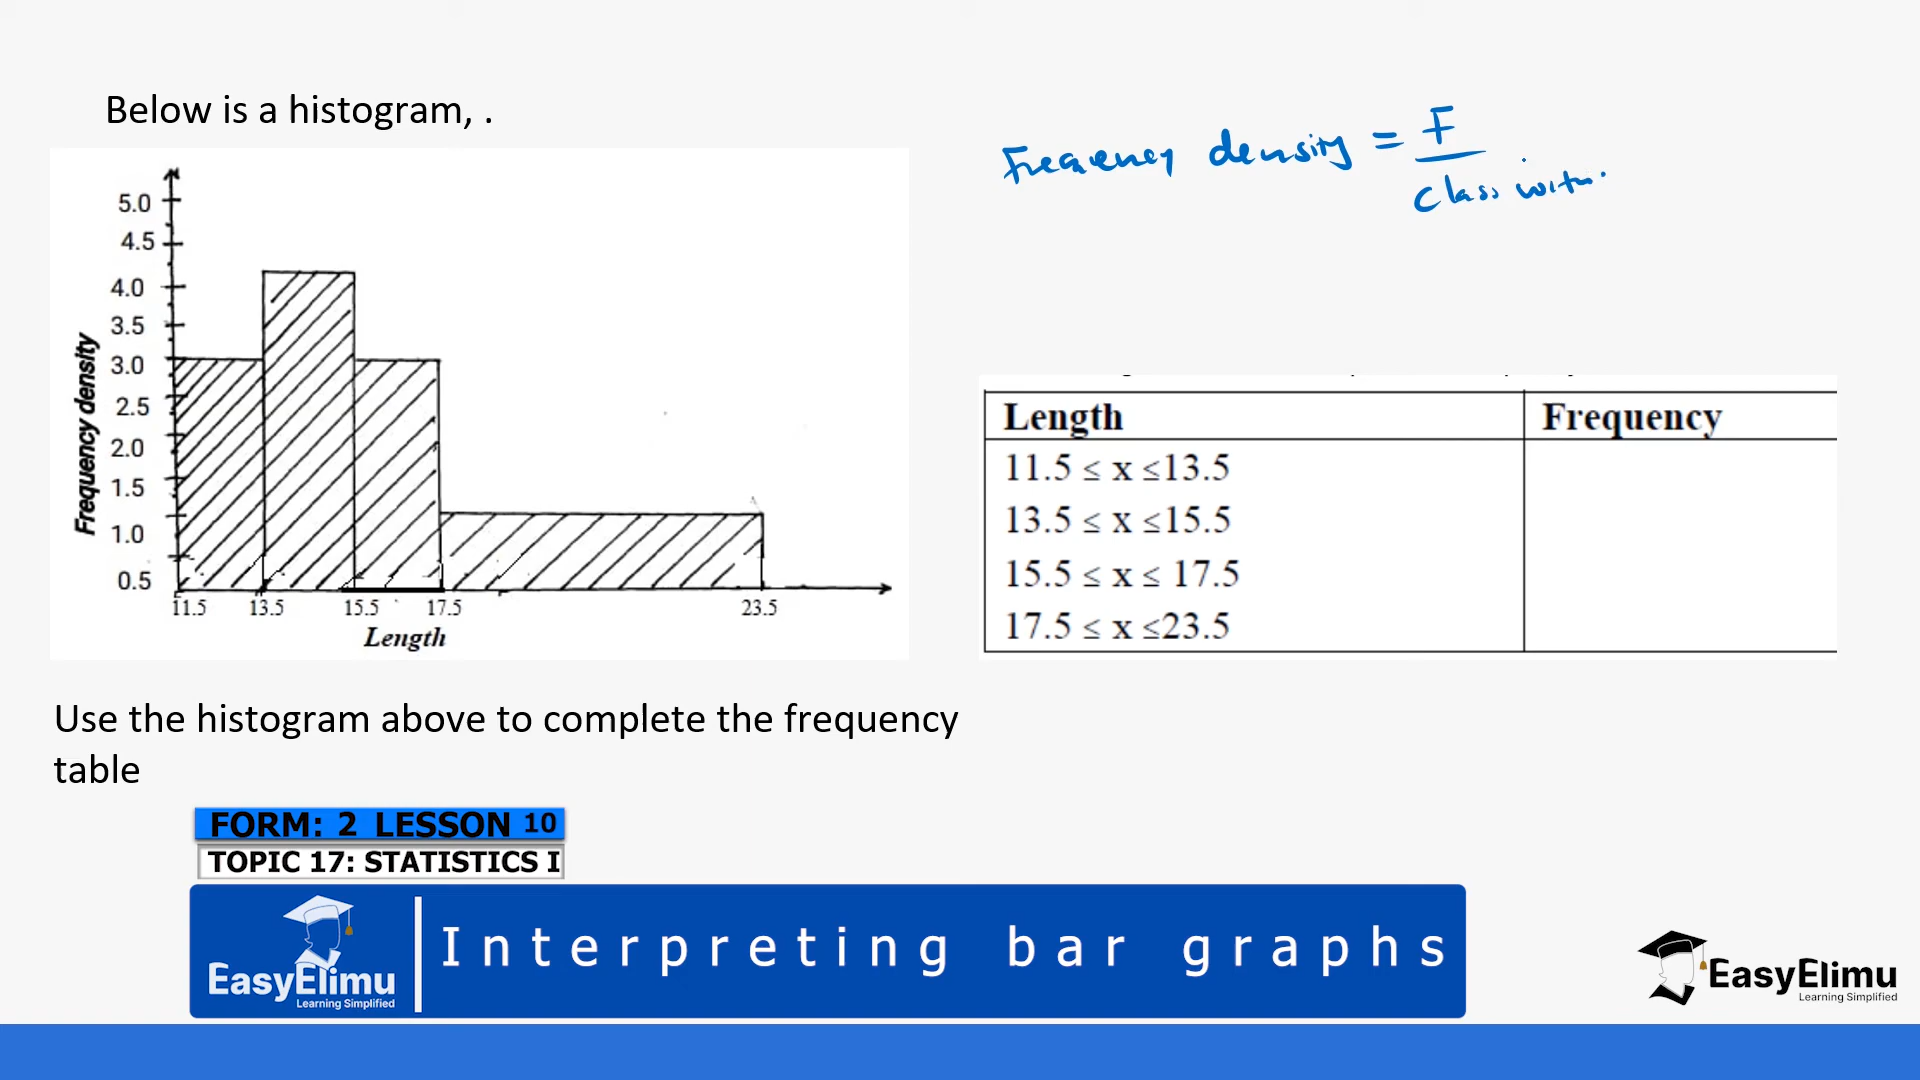 Below is a histogram, .
Frequency density = F
class with.
5.0
4.5
4.0
3.5
3.0
2.5
2.0
1.5
1.0
0.5
Frequency density
11.5 13.5 15.5 17.5 23.5
Length
Length Frequency
11.5 ≤ x ≤13.5
13.5 ≤ x ≤15.5
15.5 ≤ x ≤ 17.5
17.5 ≤ x ≤23.5
Use the histogram above to complete the frequency
table
FORM: 2 LESSON 10
TOPIC 17: STATISTICS I
EasyElimu
Learning Simplified
Interpreting bar graphs
EasyElimu
Learning Simplified